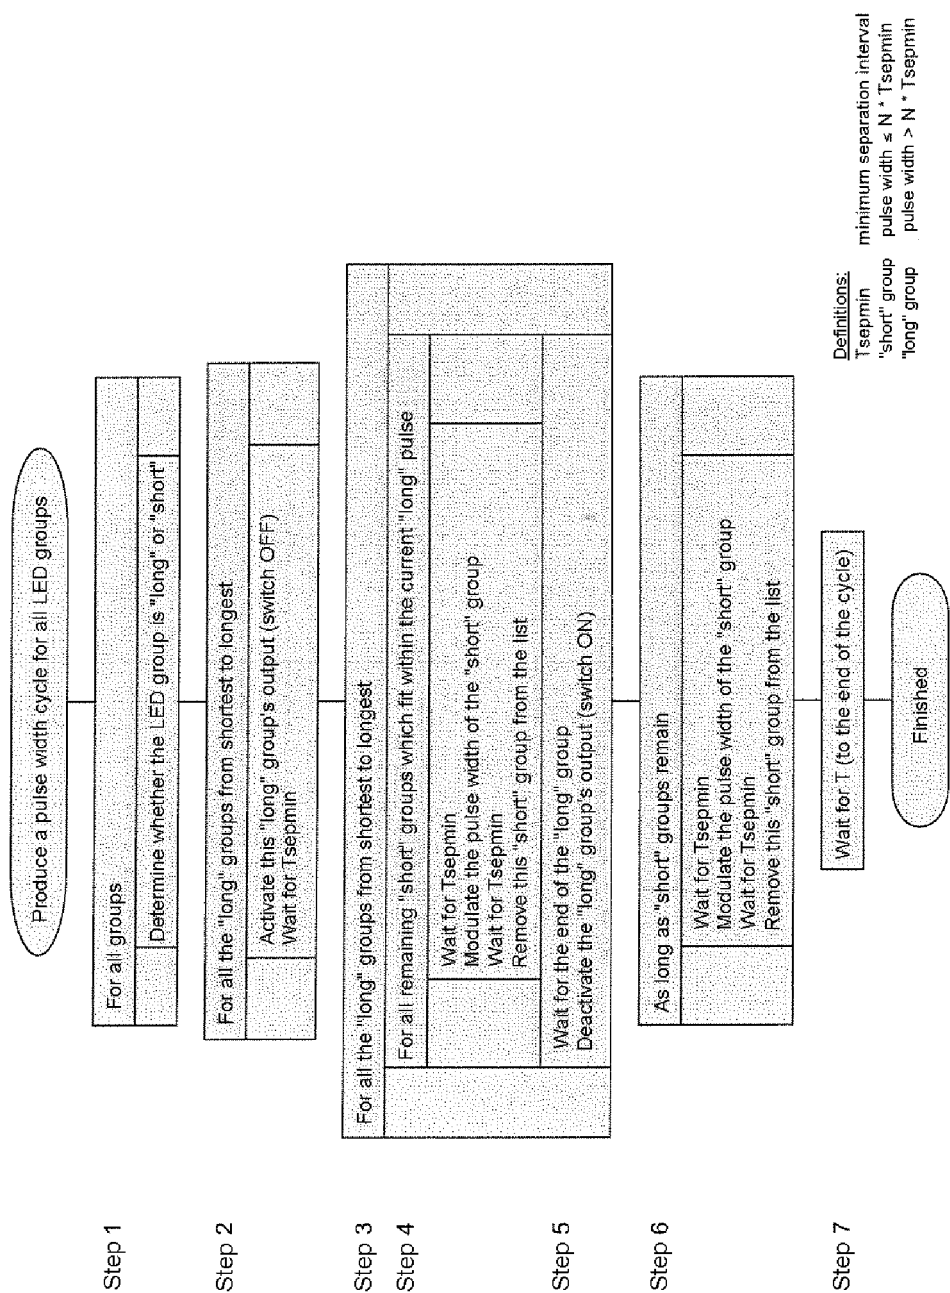 Produce a pulse width cycle for all LED groups
Step 1
For all groups
Determine whether the LED group is "long" or "short"
Step 2
For all the "long" groups from shortest to longest
Activate this "long" group's output (switch OFF)
Wait for Tsepmin
Step 3
For all the "long" groups from shortest to longest
Step 4
For all remaining "short" groups which fit within the current "long" pulse
Wait for Tsepmin
Modulate the pulse width of the "short" group
Wait for Tsepmin
Remove this "short" group from the list
Step 5
Wait for the end of the "long" group
Deactivate the "long" group's output (switch ON)
Step 6
As long as "short" groups remain
Wait for Tsepmin
Modulate the pulse width of the "short" group
Wait for Tsepmin
Remove this "short" group from the list
Step 7
Wait for T (to the end of the cycle)
Finished
Definitions:
Tsepmin minimum separation interval
"short" group pulse width ≤ N * Tsepmin
"long" group pulse width > N * Tsepmin